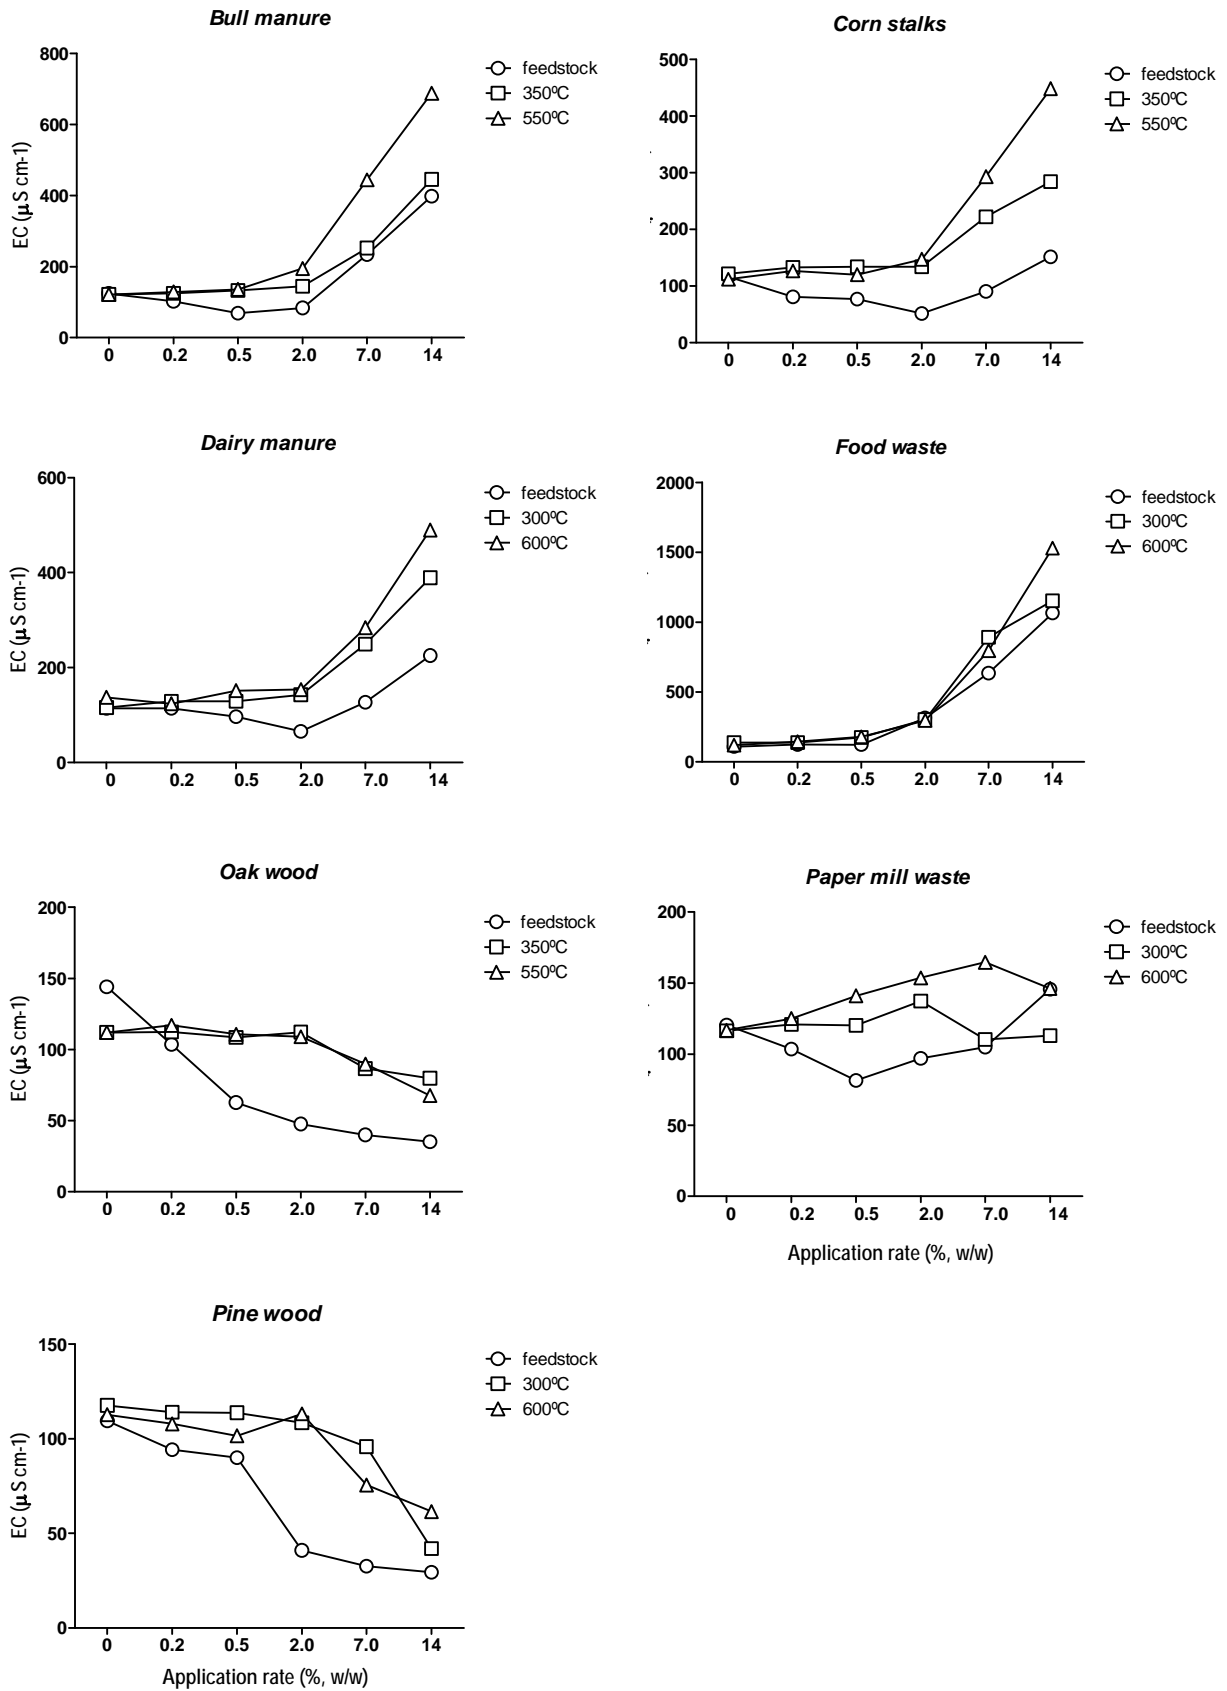 Bull manure
800
600
400
200
0
EC (μS cm-1)
0 0.2 0.5 2.0 7.0 14
feedstock
350ºC
550ºC
Corn stalks
500
400
300
200
100
0
0 0.2 0.5 2.0 7.0 14
feedstock
350ºC
550ºC
Dairy manure
600
400
200
0
EC (μS cm-1)
0 0.2 0.5 2.0 7.0 14
feedstock
300ºC
600ºC
Food waste
2000
1500
1000
500
0
0 0.2 0.5 2.0 7.0 14
feedstock
300ºC
600ºC
Oak wood
200
150
100
50
0
EC (μS cm-1)
0 0.2 0.5 2.0 7.0 14
feedstock
350ºC
550ºC
Paper mill waste
200
150
100
50
0
0 0.2 0.5 2.0 7.0 14
Application rate (%, w/w)
feedstock
300ºC
600ºC
Pine wood
150
100
50
0
EC (μS cm-1)
0 0.2 0.5 2.0 7.0 14
Application rate (%, w/w)
feedstock
300ºC
600ºC